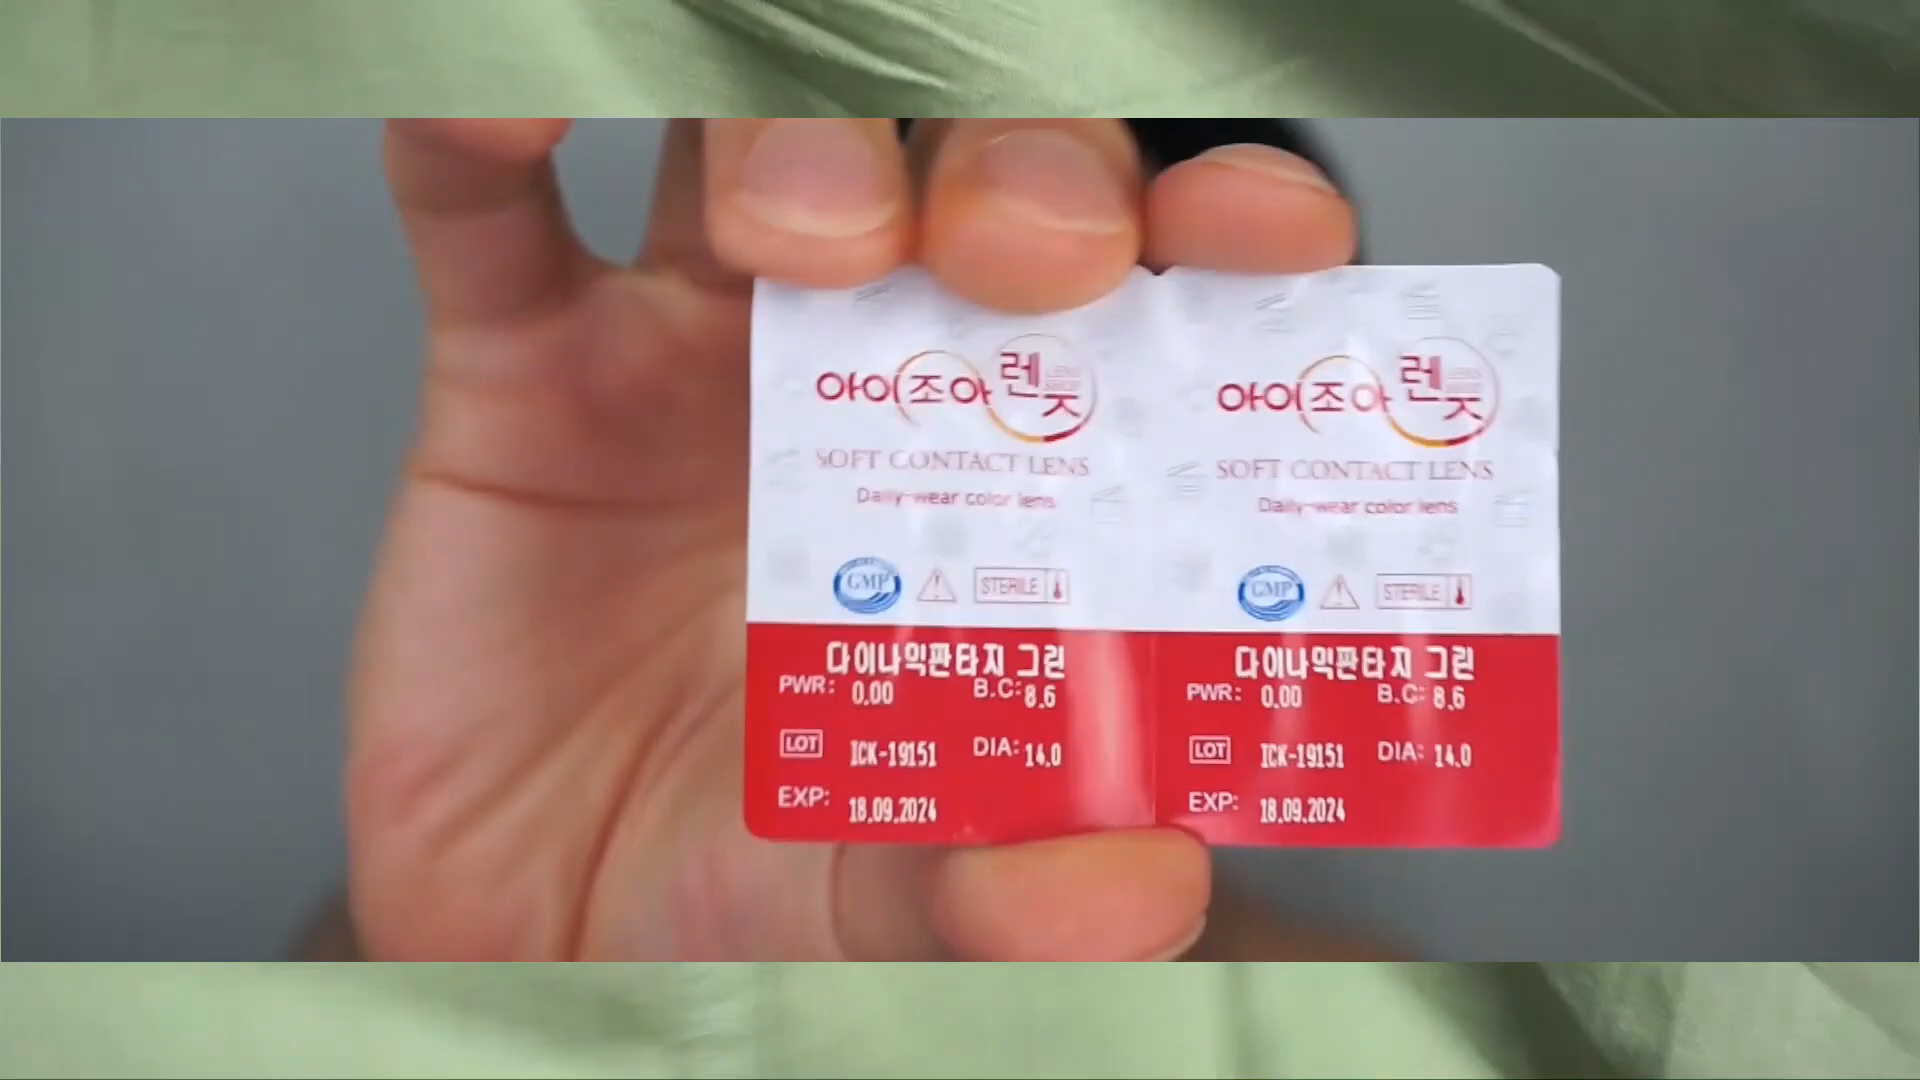 아이조아 렌즈
LENS
SHOP
SOFT CONTACT LENS
Daily-wear color lens
GMP
STERILE
다이나믹판타지 그린
PWR: 0.00 B.C: 8.6
LOT ICK-19151 DIA: 14.0
EXP: 18.09.2024
아이조아 렌즈
SOFT CONTACT LENS
Daily-wear color lens
GMP
STERILE
다이나믹판타지 그린
PWR: 0.00 B.C: 8.6
LOT ICK-19151 DIA: 14.0
EXP: 18.09.2024